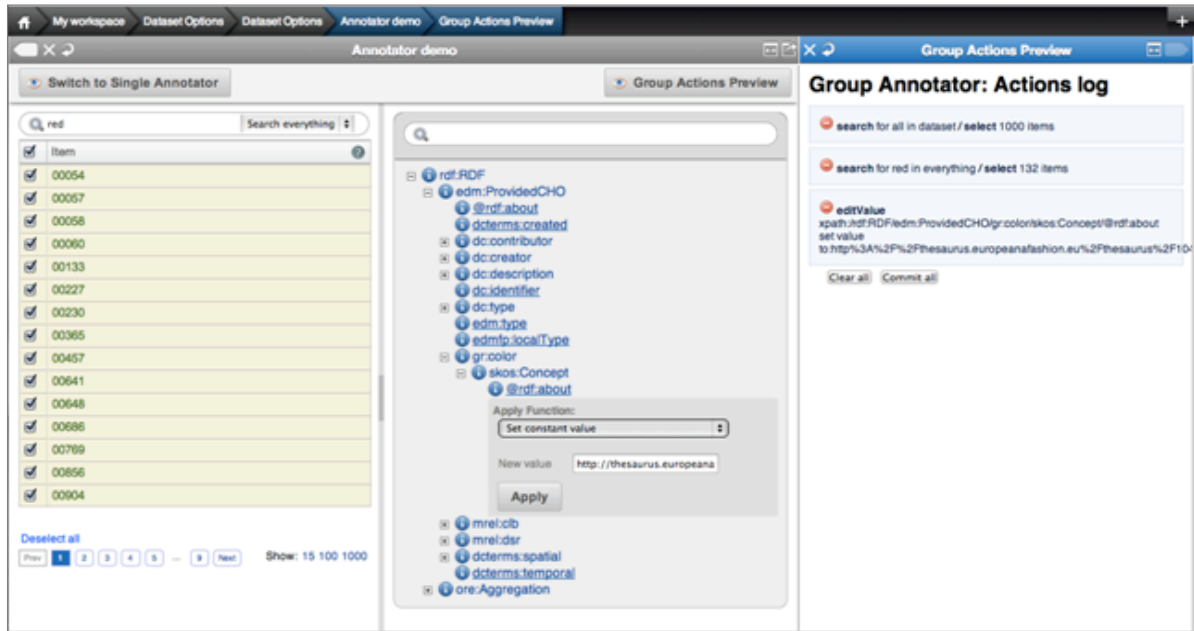 My workspace Dataset Options Dataset Options Annotator demo Group Actions Preview +
Annotator demo
Switch to Single Annotator
Group Actions Preview
red Search everything
Item ?
00054
00057
00058
00060
00133
00227
00230
00365
00457
00641
00648
00686
00769
00856
00904
Deselect all
Prev 1 2 3 4 5 ... 9 Next Show: 15 100 1000
rdf:RDF
edm:ProvidedCHO
@rdf:about
dcterms:created
dc:contributor
dc:creator
dc:description
dc:identifier
dc:type
edm:type
edmfp:localType
gr:color
skos:Concept
@rdf:about
Apply Function:
Set constant value
New value http://thesaurus.europeana
Apply
mrel:clb
mrel:dsr
dcterms:spatial
dcterms:temporal
ore:Aggregation
Group Actions Preview
Group Annotator: Actions log
search for all in dataset / select 1000 items
search for red in everything / select 132 items
editValue
xpath:/rdf:RDF/edm:ProvidedCHO/gr:color/skos:Concept/@rdf:about
set value
to:http%3A%2F%2Fthesaurus.europeanafashion.eu%2Fthesaurus%2F10
Clear all Commit all